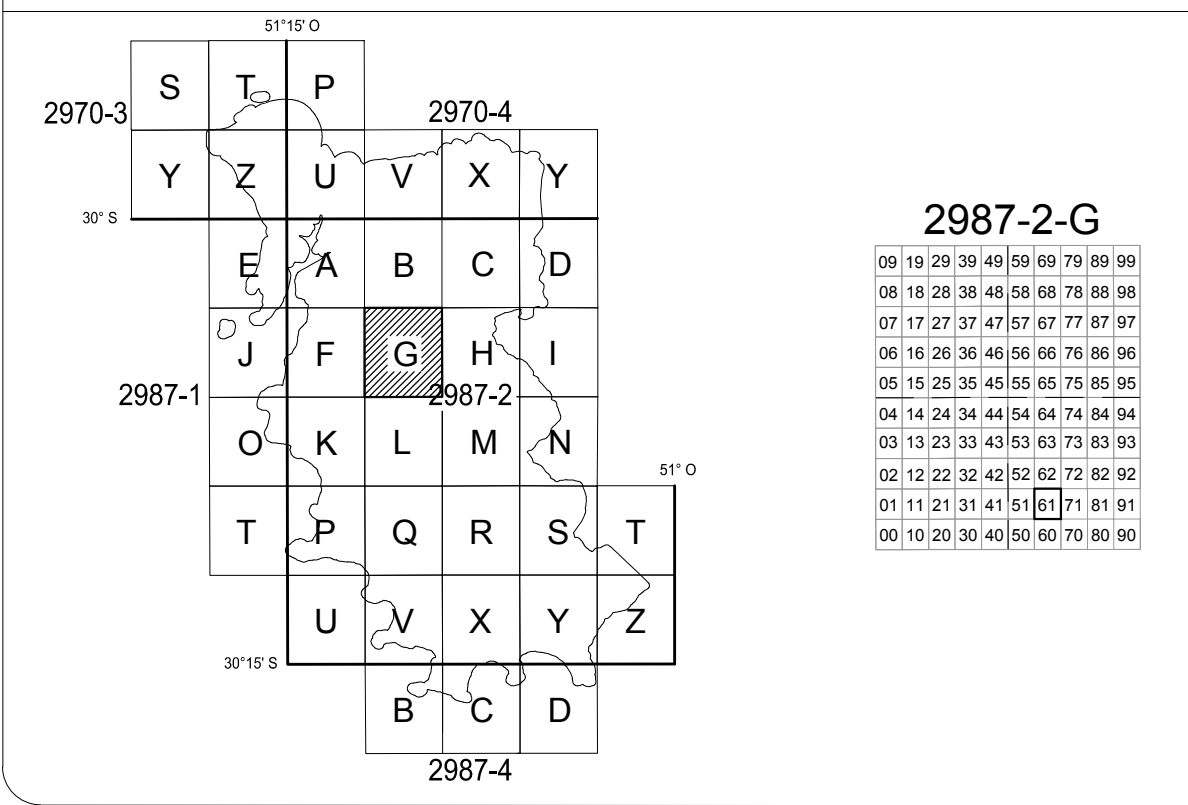 51°15' O
S T P
2970-3
2970-4
Y Z U V X Y
30° S
E A B C D
J F G H I
2987-1
2987-2
O K L M N
51° O
T P Q R S T
U V X Y Z
30°15' S
B C D
2987-4
2987-2-G
09 19 29 39 49 59 69 79 89 99
08 18 28 38 48 58 68 78 88 98
07 17 27 37 47 57 67 77 87 97
06 16 26 36 46 56 66 76 86 96
05 15 25 35 45 55 65 75 85 95
04 14 24 34 44 54 64 74 84 94
03 13 23 33 43 53 63 73 83 93
02 12 22 32 42 52 62 72 82 92
01 11 21 31 41 51 61 71 81 91
00 10 20 30 40 50 60 70 80 90